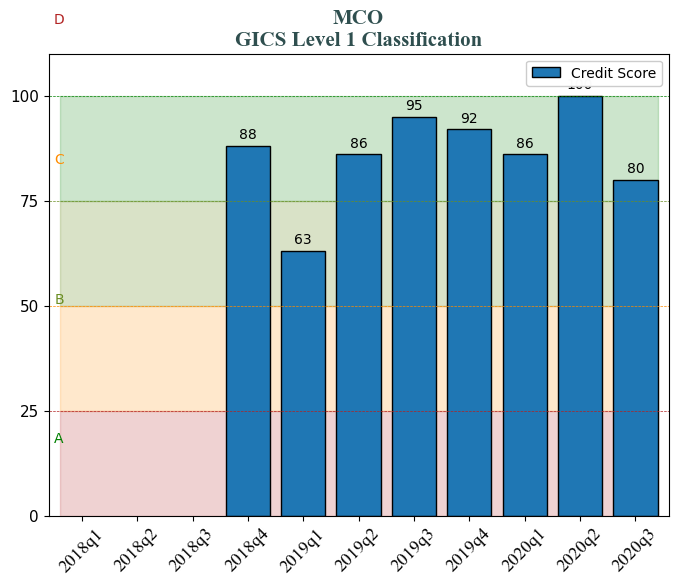 D
MCO
GICS Level 1 Classification
Credit Score
100
100
95
92
C
88
86
86
80
75
63
B
50
25
A
0
2018q1
2018q2
2018q3
2018q4
2019q1
2019q2
2019q3
2019q4
2020q1
2020q2
2020q3